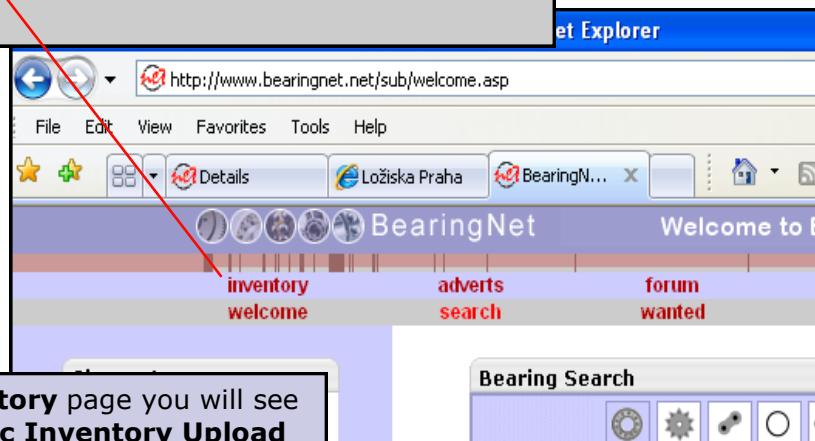 et Explorer
http://www.bearingnet.net/sub/welcome.asp
File Edit View Favorites Tools Help
Details Ložiska Praha BearingN... X
BearingNet Welcome to
inventory adverts forum
welcome search wanted
Bearing Search
tory page you will see
c Inventory Upload